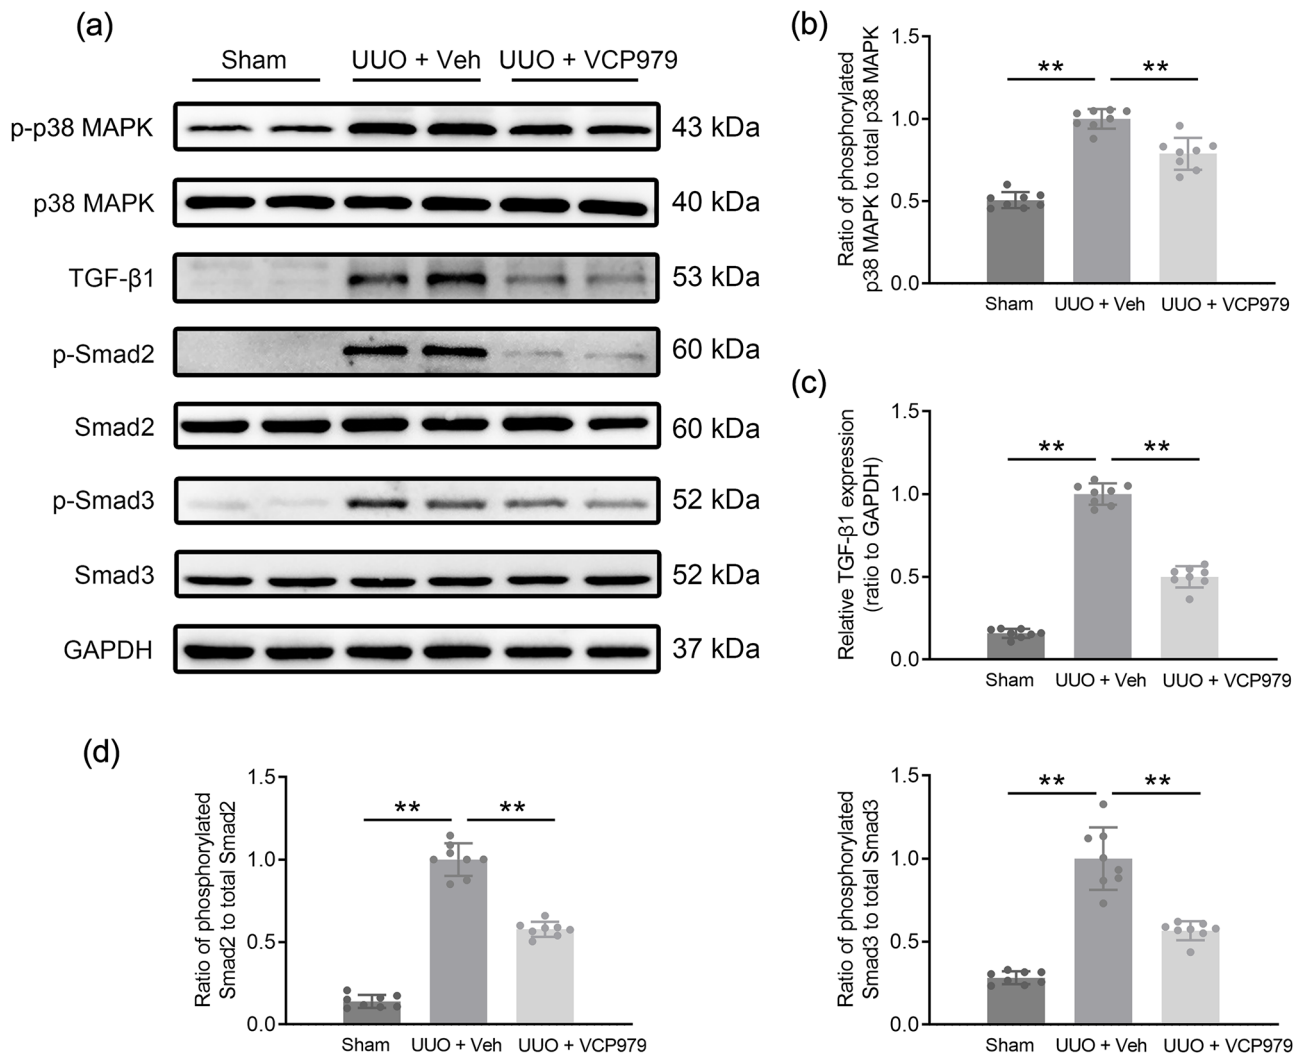 (a)
Sham UUO + Veh UUO + VCP979
p-p38 MAPK 43 kDa
p38 MAPK 40 kDa
TGF-β1 53 kDa
p-Smad2 60 kDa
Smad2 60 kDa
p-Smad3 52 kDa
Smad3 52 kDa
GAPDH 37 kDa
(b)
Ratio of phosphorylated
p38 MAPK to total p38 MAPK
1.5
1.0
0.5
0.0
** **
Sham UUO + Veh UUO + VCP979
(c)
Relative TGF-β1 expression
(ratio to GAPDH)
1.5
1.0
0.5
0.0
** **
Sham UUO + Veh UUO + VCP979
(d)
Ratio of phosphorylated
Smad2 to total Smad2
1.5
1.0
0.5
0.0
** **
Sham UUO + Veh UUO + VCP979
Ratio of phosphorylated
Smad3 to total Smad3
1.5
1.0
0.5
0.0
** **
Sham UUO + Veh UUO + VCP979